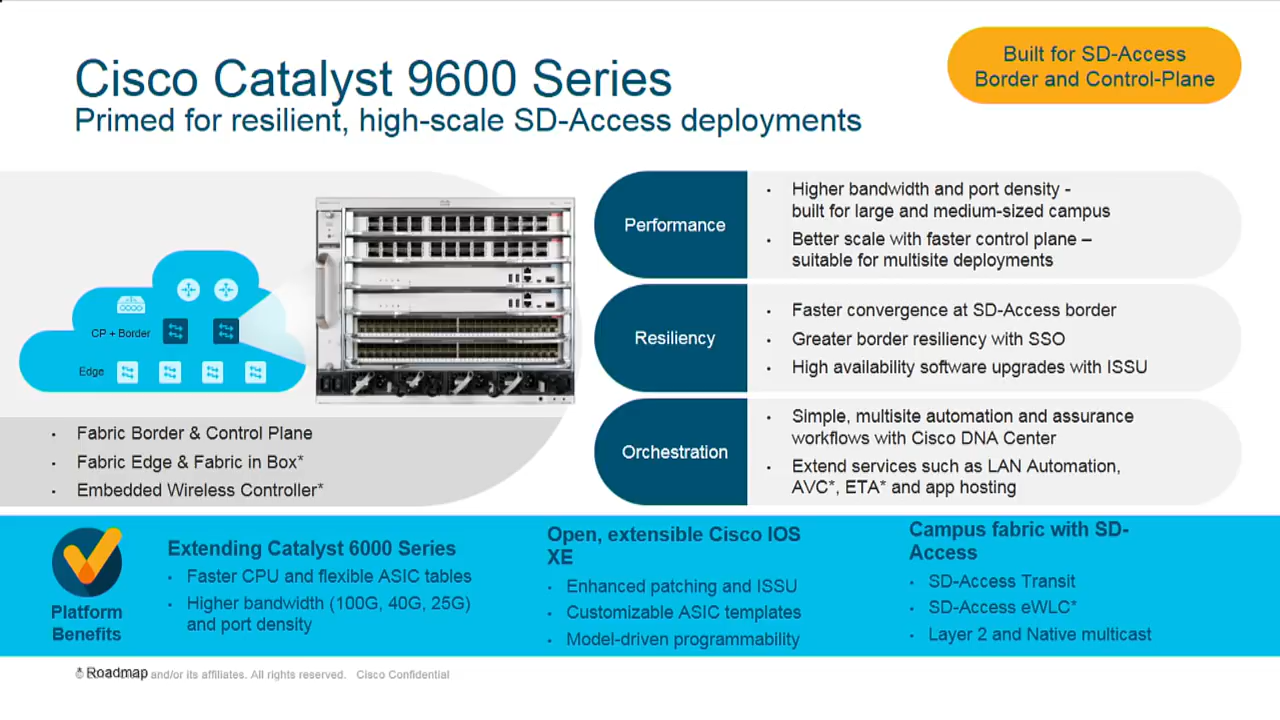 Cisco Catalyst 9600 Series
Primed for resilient, high-scale SD-Access deployments
Built for SD-Access
Border and Control-Plane
CP + Border
Edge
• Fabric Border & Control Plane
• Fabric Edge & Fabric in Box*
• Embedded Wireless Controller*
Performance
• Higher bandwidth and port density -
built for large and medium-sized campus
• Better scale with faster control plane –
suitable for multisite deployments
Resiliency
• Faster convergence at SD-Access border
• Greater border resiliency with SSO
• High availability software upgrades with ISSU
Orchestration
• Simple, multisite automation and assurance
workflows with Cisco DNA Center
• Extend services such as LAN Automation,
AVC*, ETA* and app hosting
Platform
Benefits
Extending Catalyst 6000 Series
• Faster CPU and flexible ASIC tables
• Higher bandwidth (100G, 40G, 25G)
and port density
Open, extensible Cisco IOS
XE
• Enhanced patching and ISSU
• Customizable ASIC templates
• Model-driven programmability
Campus fabric with SD-
Access
• SD-Access Transit
• SD-Access eWLC*
• Layer 2 and Native multicast
* Roadmap
© and/or its affiliates. All rights reserved. Cisco Confidential